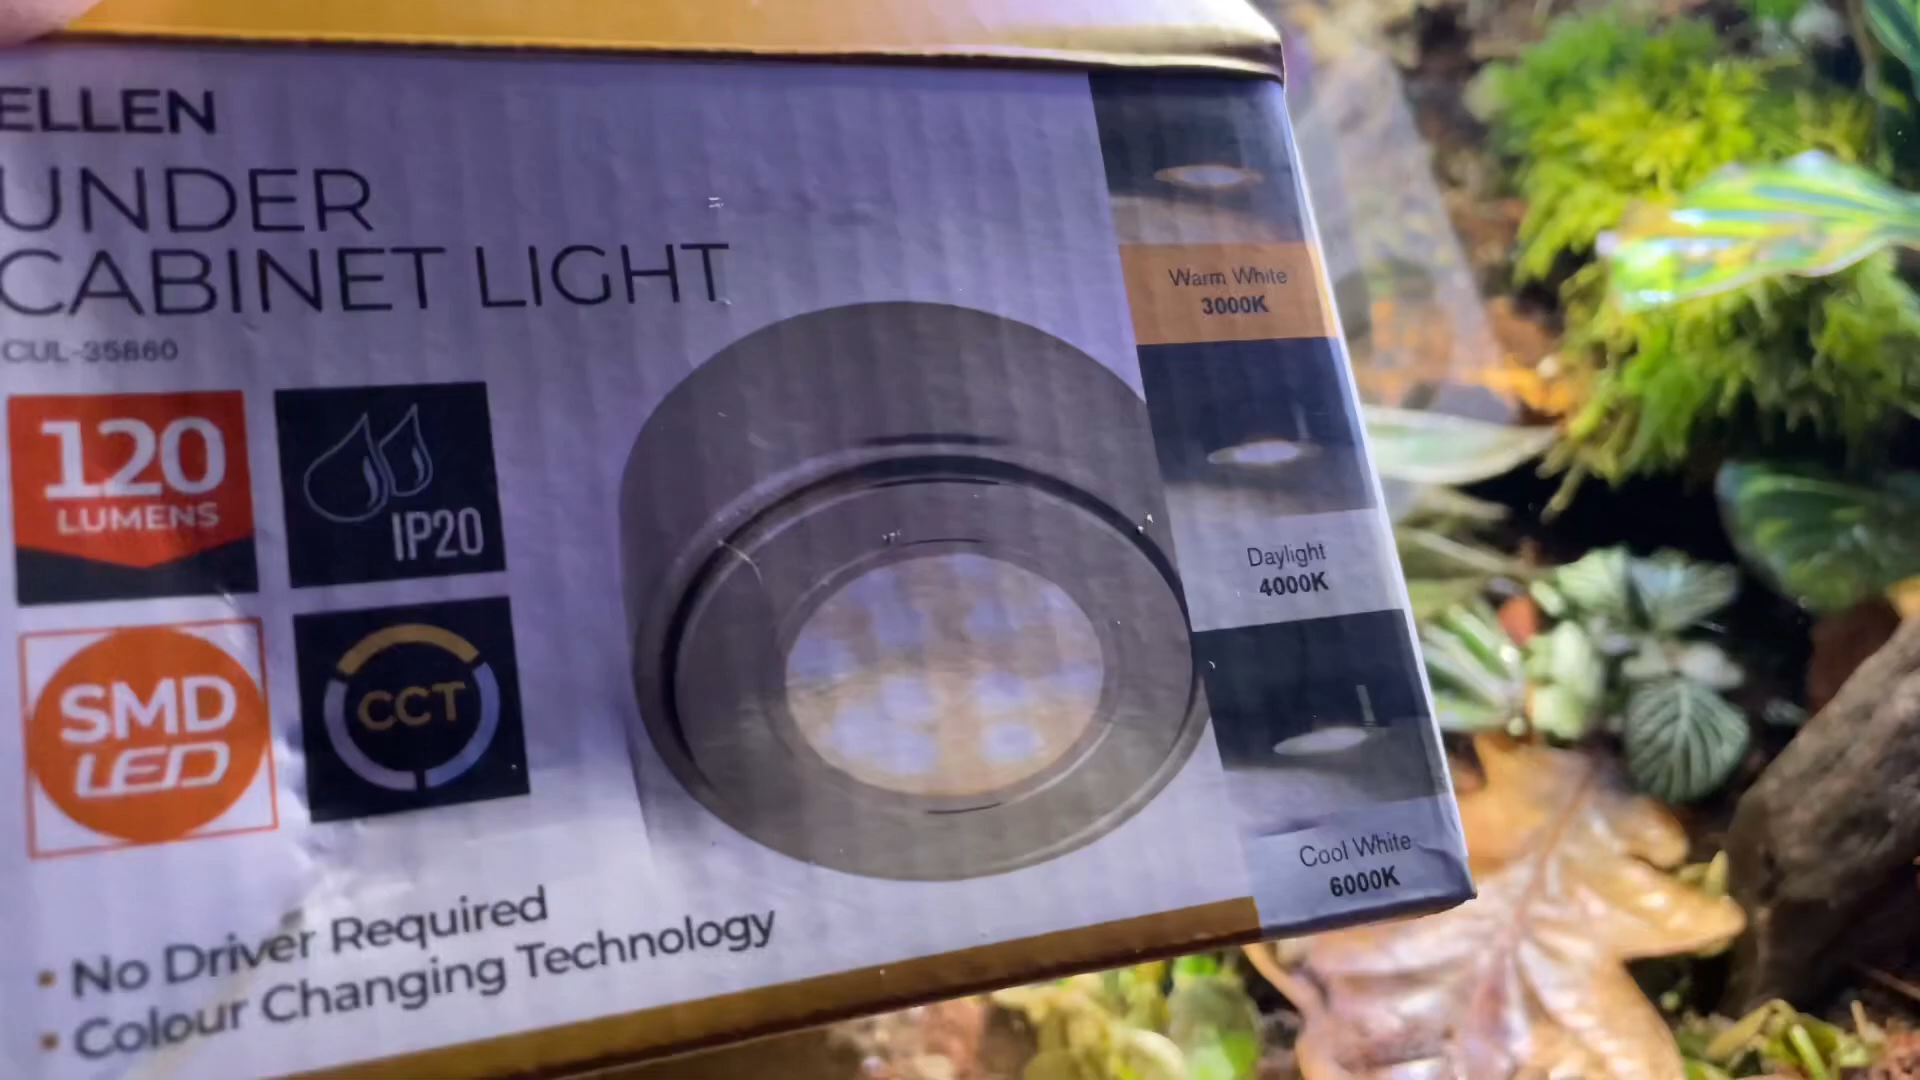 ELLEN
UNDER
CABINET LIGHT
CUL-35860
120
LUMENS
IP20
SMD
LED
CCT
• No Driver Required
• Colour Changing Technology
Warm White
3000K
Daylight
4000K
Cool White
6000K